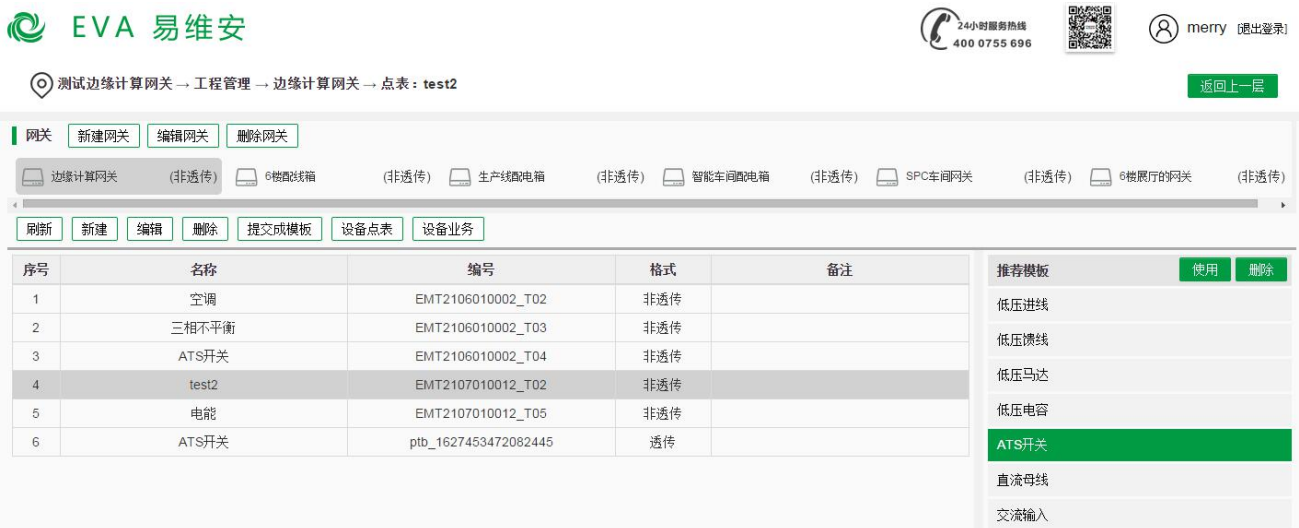 EVA 易维安
24小时服务热线
400 0755 696
merry [退出登录]
测试边缘计算网关→工程管理→边缘计算网关→点表：test2
返回上一层
网关 新建网关 编辑网关 删除网关
边缘计算网关 (非透传) 6楼配线箱 (非透传) 生产线配电箱 (非透传) 智能车间配电箱 (非透传) SPC车间网关 (非透传) 6楼展厅的网关 (非透传)
刷新 新建 编辑 删除 提交成模板 设备点表 设备业务
序号 名称 编号 格式 备注
1 空调 EMT2106010002_T02 非透传
2 三相不平衡 EMT2106010002_T03 非透传
3 ATS开关 EMT2106010002_T04 非透传
4 test2 EMT2107010012_T02 非透传
5 电能 EMT2107010012_T05 非透传
6 ATS开关 ptb_1627453472082445 透传
推荐模板 使用 删除
低压进线
低压馈线
低压马达
低压电容
ATS开关
直流母线
交流输入